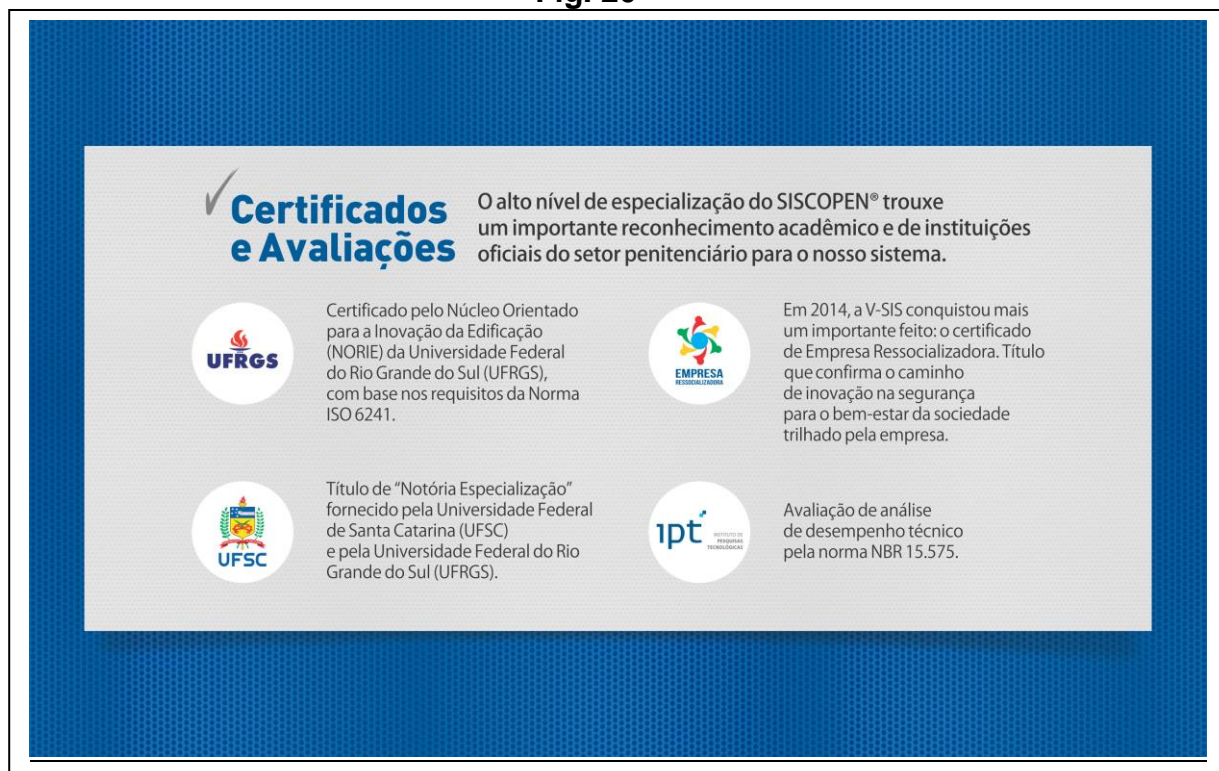 Certificados
e Avaliações
O alto nível de especialização do SISCOPEN® trouxe
um importante reconhecimento acadêmico e de instituições
oficiais do setor penitenciário para o nosso sistema.
UFRGS
Certificado pelo Núcleo Orientado
para a Inovação da Edificação
(NORIE) da Universidade Federal
do Rio Grande do Sul (UFRGS),
com base nos requisitos da Norma
ISO 6241.
EMPRESA
RESSOCIALIZADORA
Em 2014, a V-SIS conquistou mais
um importante feito: o certificado
de Empresa Ressocializadora. Título
que confirma o caminho
de inovação na segurança
para o bem-estar da sociedade
trilhado pela empresa.
UFSC
Título de “Notória Especialização”
fornecido pela Universidade Federal
de Santa Catarina (UFSC)
e pela Universidade Federal do Rio
Grande do Sul (UFRGS).
ipt
INSTITUTO DE
PESQUISAS
TECNOLÓGICAS
Avaliação de análise
de desempenho técnico
pela norma NBR 15.575.